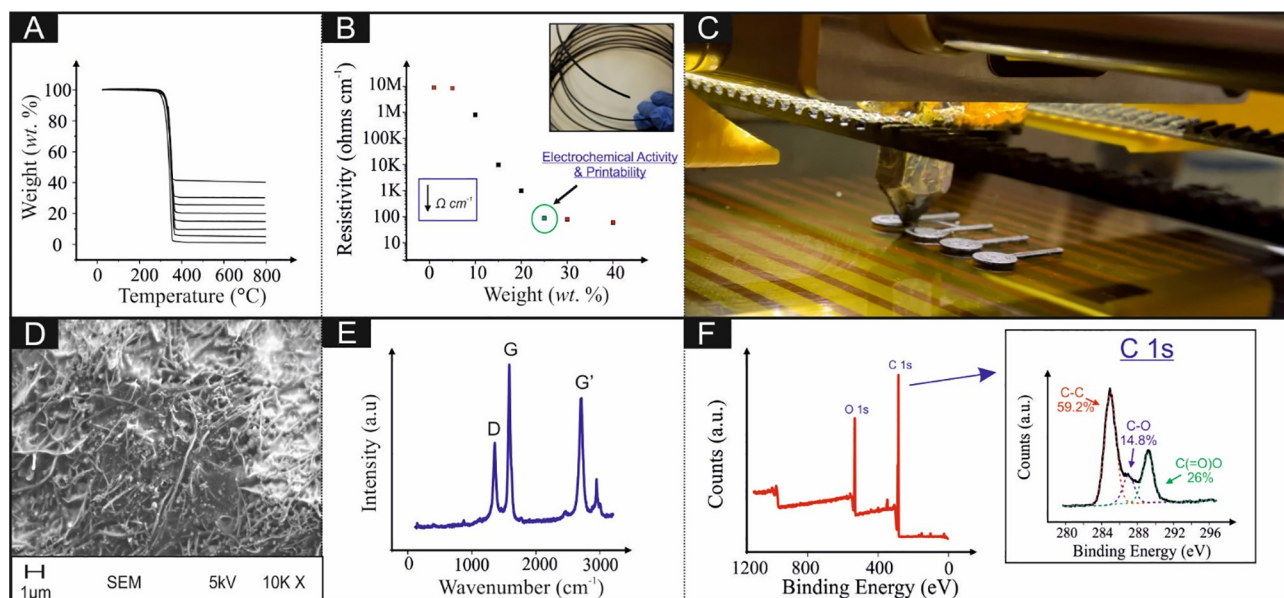 A
Weight (wt. %)
100
80
60
40
20
0
0 200 400 600 800
Temperature (°C)
B
Resistivity (ohms cm⁻¹)
10M
1M
100K
10K
1K
100
10
Electrochemical Activity
& Printability
Ω cm⁻¹
0 10 20 30 40
Weight (wt. %)
C
D
1µm
SEM 5kV 10K X
E
Intensity (a.u)
D
G
G'
0 1000 2000 3000
Wavenumber (cm⁻¹)
F
Counts (a.u.)
O 1s
C 1s
1200 800 400 0
Binding Energy (eV)
C 1s
Counts (a.u.)
C-C
59.2%
C-O
14.8%
C(=O)O
26%
280 284 288 292 296
Binding Energy (eV)